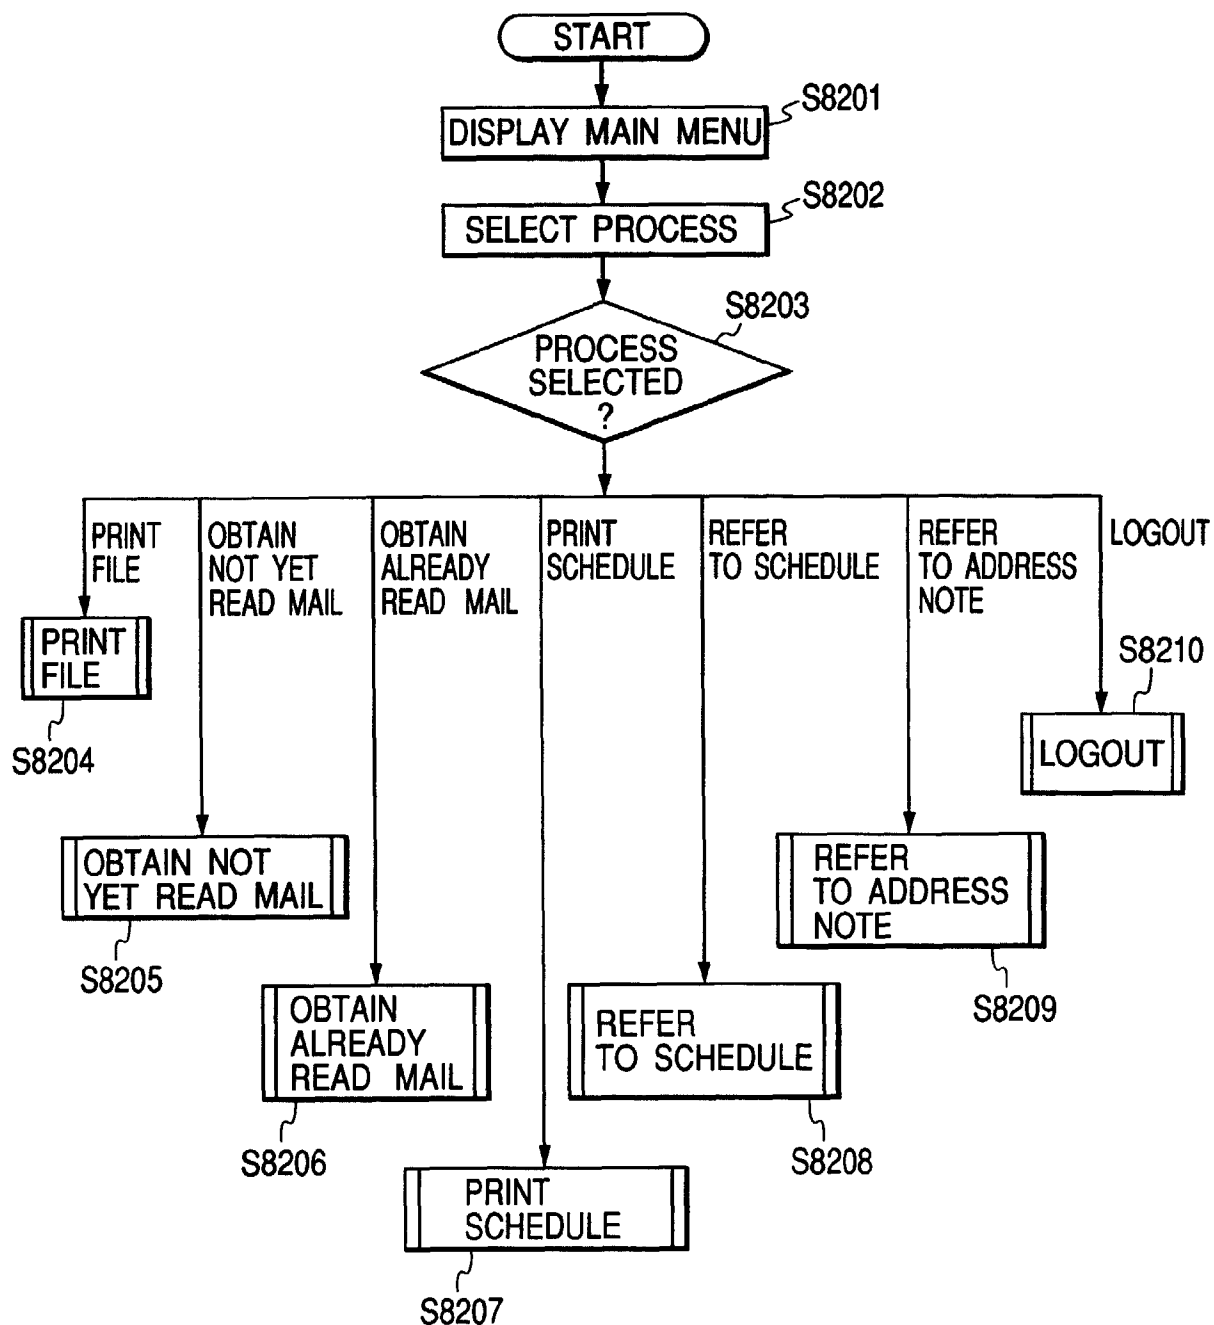 START
S8201
DISPLAY MAIN MENU
S8202
SELECT PROCESS
S8203
PROCESS
SELECTED
?
PRINT
FILE
OBTAIN
NOT YET
READ MAIL
OBTAIN
ALREADY
READ MAIL
PRINT
SCHEDULE
REFER
TO SCHEDULE
REFER
TO ADDRESS
NOTE
LOGOUT
PRINT
FILE
S8204
S8210
LOGOUT
OBTAIN NOT
YET READ MAIL
S8205
REFER
TO ADDRESS
NOTE
S8209
OBTAIN
ALREADY
READ MAIL
S8206
REFER
TO SCHEDULE
S8208
PRINT
SCHEDULE
S8207